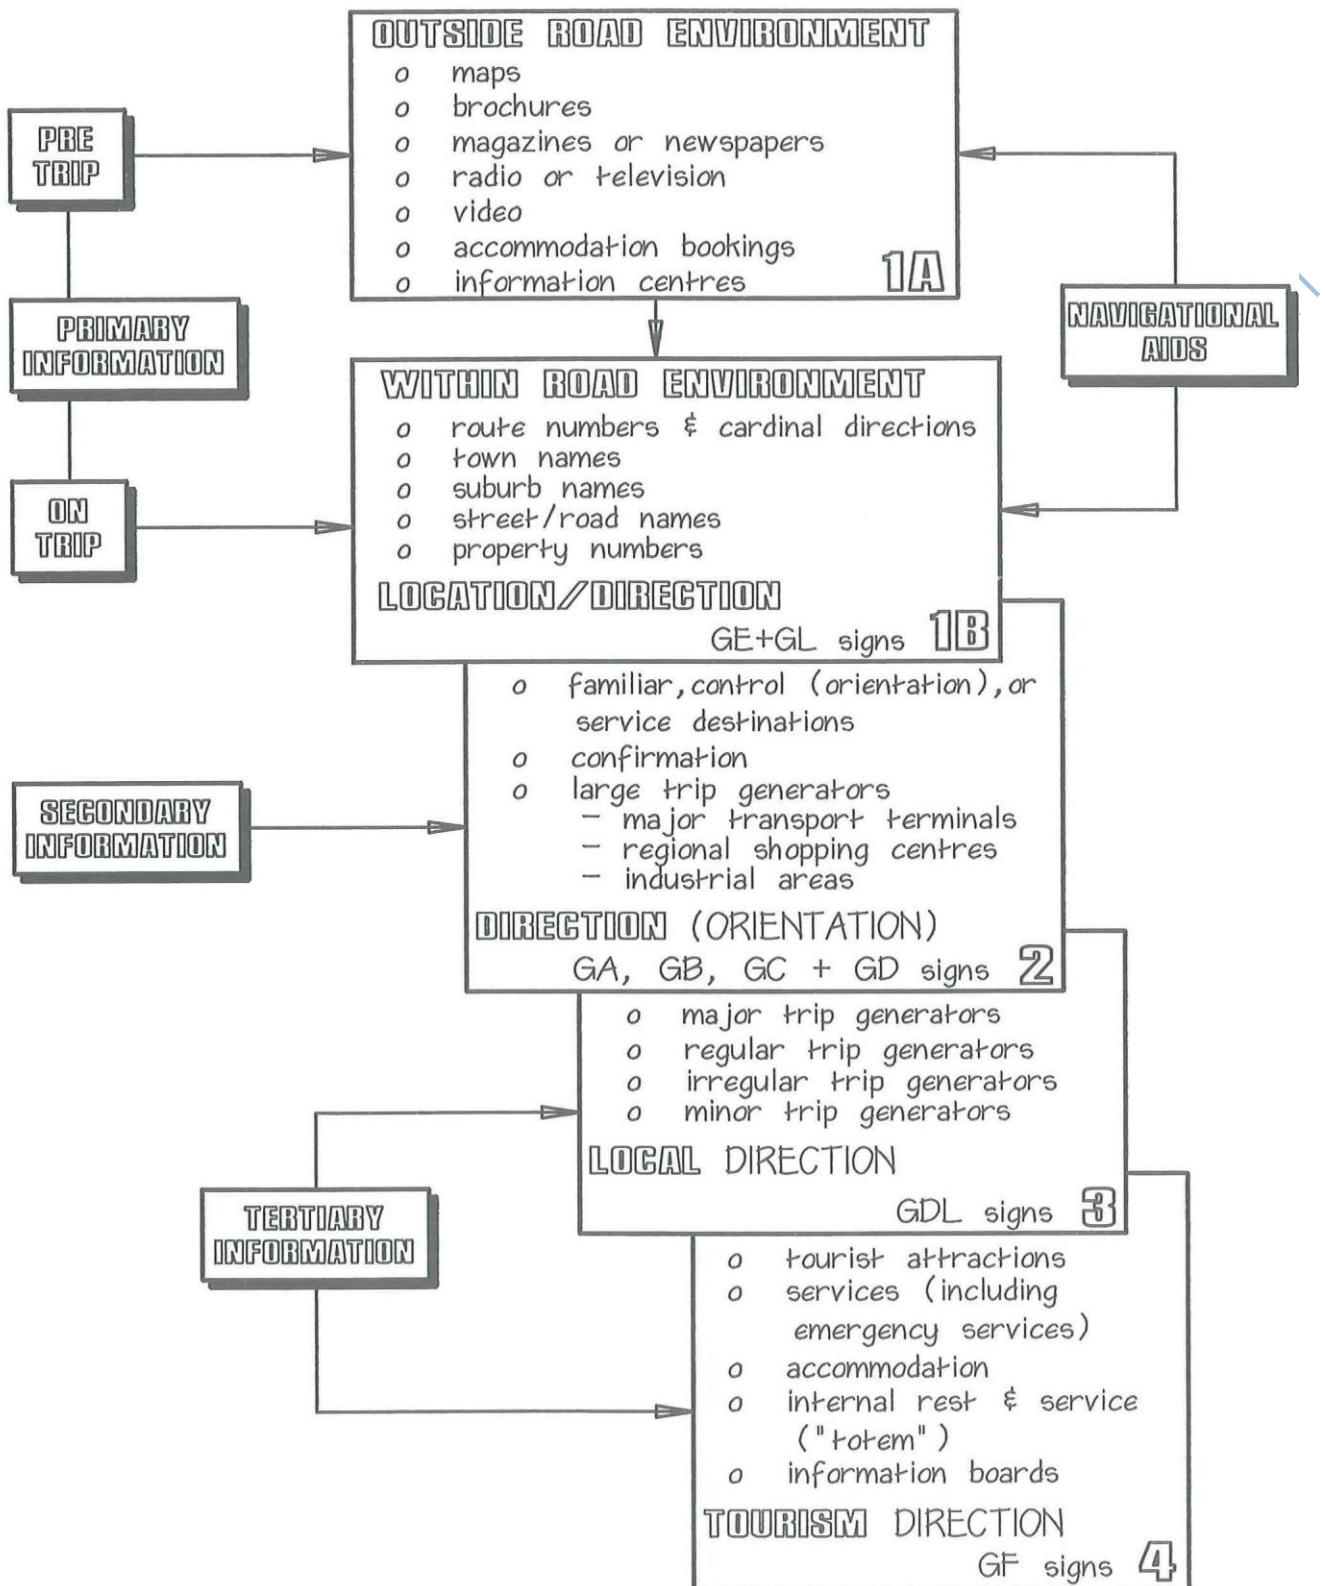 OUTSIDE ROAD ENVIRONMENT
o maps
o brochures
o magazines or newspapers
o radio or television
o video
o accommodation bookings
o information centres
1A
PRE
TRIP
PRIMARY
INFORMATION
NAVIGATIONAL
AIDS
WITHIN ROAD ENVIRONMENT
o route numbers & cardinal directions
o town names
o suburb names
o street/road names
o property numbers
LOCATION/DIRECTION
GE+GL signs 1B
ON
TRIP
o familiar, control (orientation), or
service destinations
o confirmation
o large trip generators
- major transport terminals
- regional shopping centres
- industrial areas
DIRECTION (ORIENTATION)
GA, GB, GC + GD signs 2
SECONDARY
INFORMATION
o major trip generators
o regular trip generators
o irregular trip generators
o minor trip generators
LOCAL DIRECTION
GDL signs 3
TERTIARY
INFORMATION
o tourist attractions
o services (including
emergency services)
o accommodation
o internal rest & service
("totem")
o information boards
TOURISM DIRECTION
GF signs 4